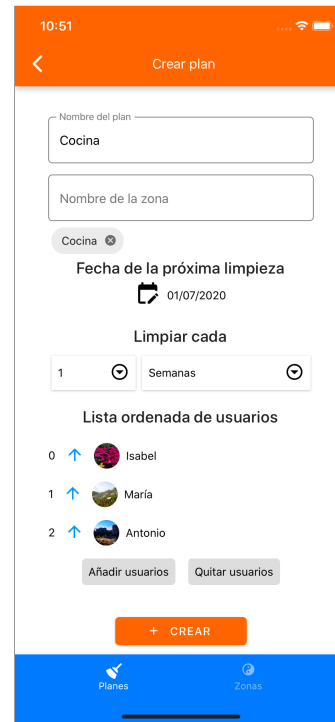 10:51
Crear plan
Nombre del plan
Cocina
Nombre de la zona
Cocina
Fecha de la próxima limpieza
01/07/2020
Limpiar cada
1 Semanas
Lista ordenada de usuarios
0 Isabel
1 María
2 Antonio
Añadir usuarios Quitar usuarios
+ CREAR
Planes Zonas